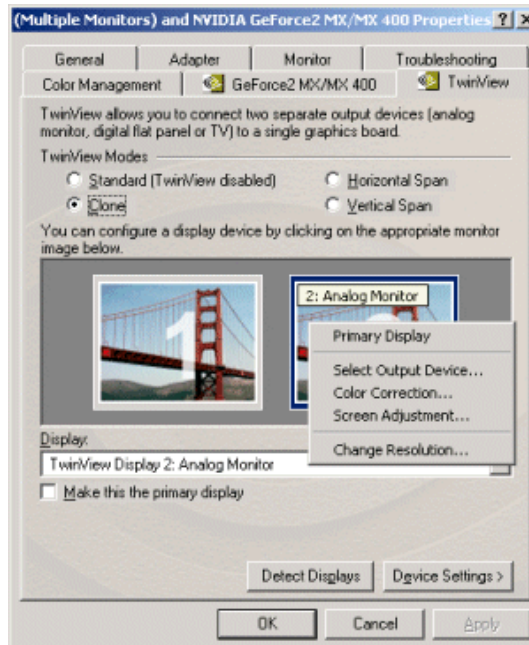 (Multiple Monitors) and NVIDIA GeForce2 MX/MX 400 Properties
General Adapter Monitor Troubleshooting
Color Management GeForce2 MX/MX 400 TwinView
TwinView allows you to connect two separate output devices (analog
monitor, digital flat panel or TV) to a single graphics board.
TwinView Modes
Standard (TwinView disabled) Horizontal Span
Clone Vertical Span
You can configure a display device by clicking on the appropriate monitor
image below.
1
2: Analog Monitor
Primary Display
Select Output Device...
Color Correction...
Screen Adjustment...
Change Resolution...
Display:
TwinView Display 2: Analog Monitor
Make this the primary display
Detect Displays Device Settings >
OK Cancel Apply